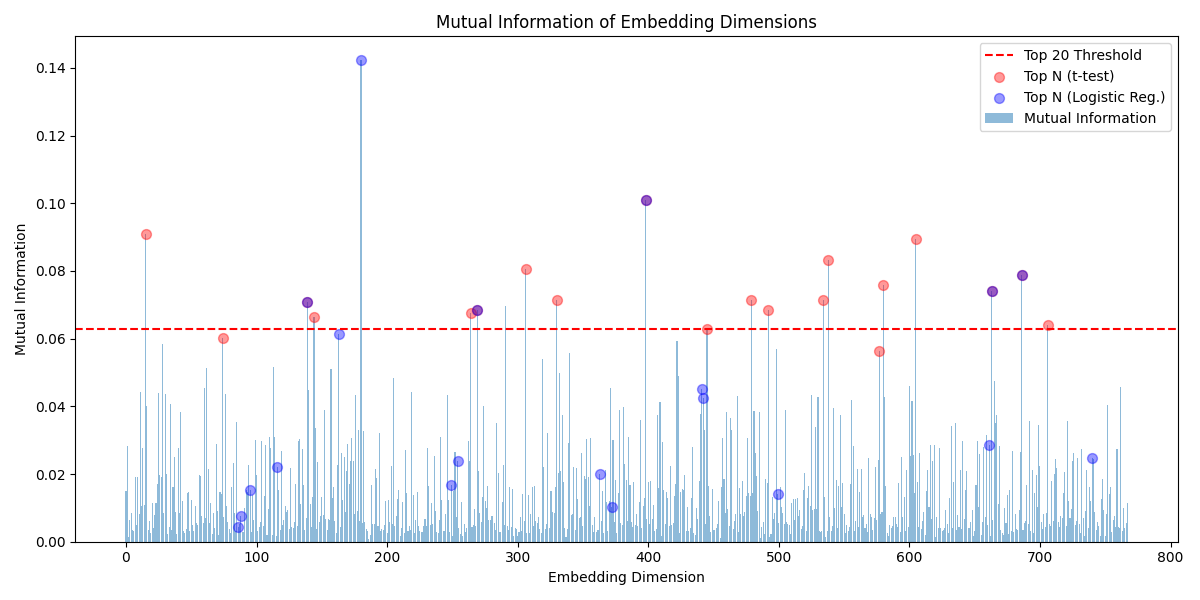 Mutual Information of Embedding Dimensions
Mutual Information
0.14
0.12
0.10
0.08
0.06
0.04
0.02
0.00
Top 20 Threshold
Top N (t-test)
Top N (Logistic Reg.)
Mutual Information
0
100
200
300
400
500
600
700
800
Embedding Dimension